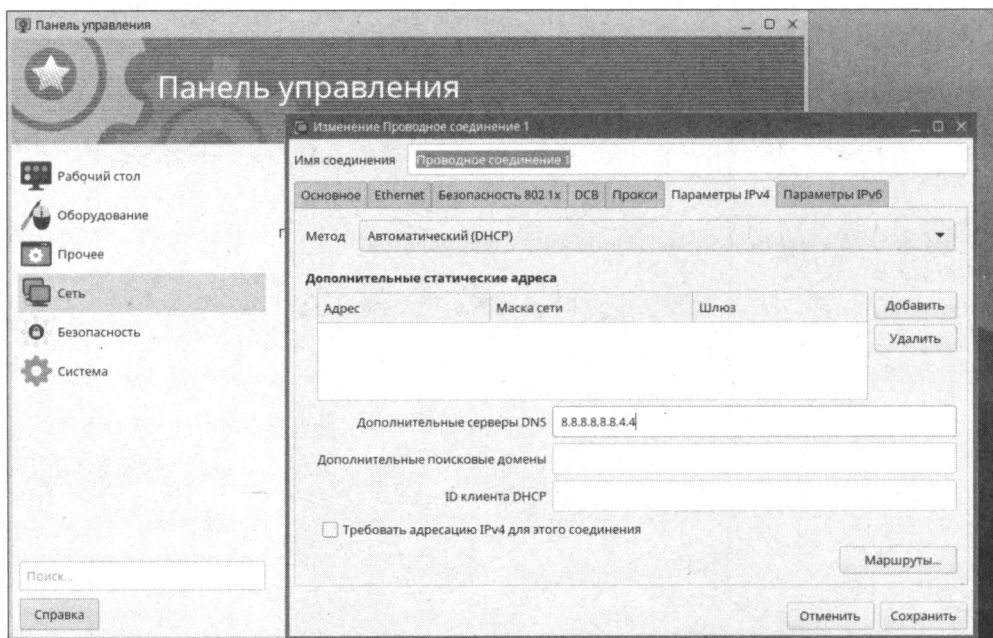 Панель управления
Панель управления
Рабочий стол
Оборудование
Прочее
Сеть
Безопасность
Система
Поиск...
Справка
Изменение Проводное соединение 1
Имя соединения Проводное соединение 1
Основное Ethernet Безопасность 802.1x DCB Прокси Параметры IPv4 Параметры IPv6
Метод Автоматический (DHCP)
Дополнительные статические адреса
Адрес Маска сети Шлюз Добавить
Удалить
Дополнительные серверы DNS 8.8.8.8.8.8.4.4
Дополнительные поисковые домены
ID клиента DHCP
Требовать адресацию IPv4 для этого соединения
Маршруты...
Отменить Сохранить